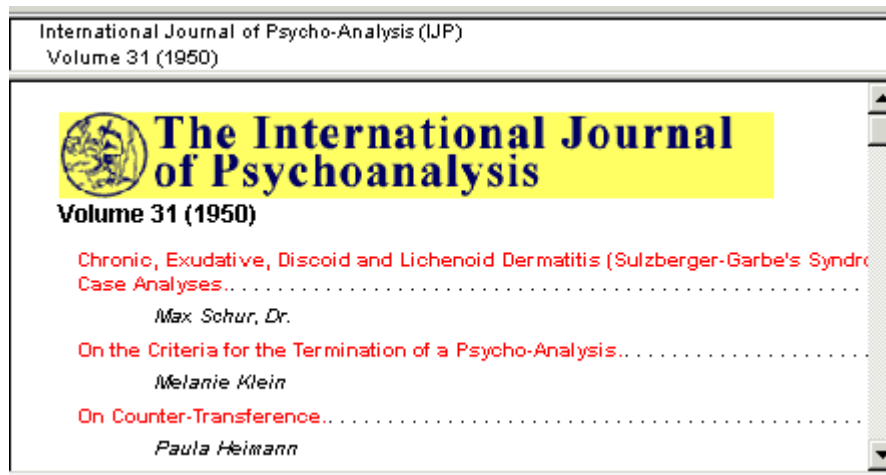 International Journal of Psycho-Analysis (IJP)
Volume 31 (1950)
The International Journal
of Psychoanalysis
Volume 31 (1950)
Chronic, Exudative, Discoid and Lichenoid Dermatitis (Sulzberger-Garbe's Syndro
Case Analyses..................................................
Max Schur, Dr.
On the Criteria for the Termination of a Psycho-Analysis...................
Melanie Klein
On Counter-Transference..........................................
Paula Heimann